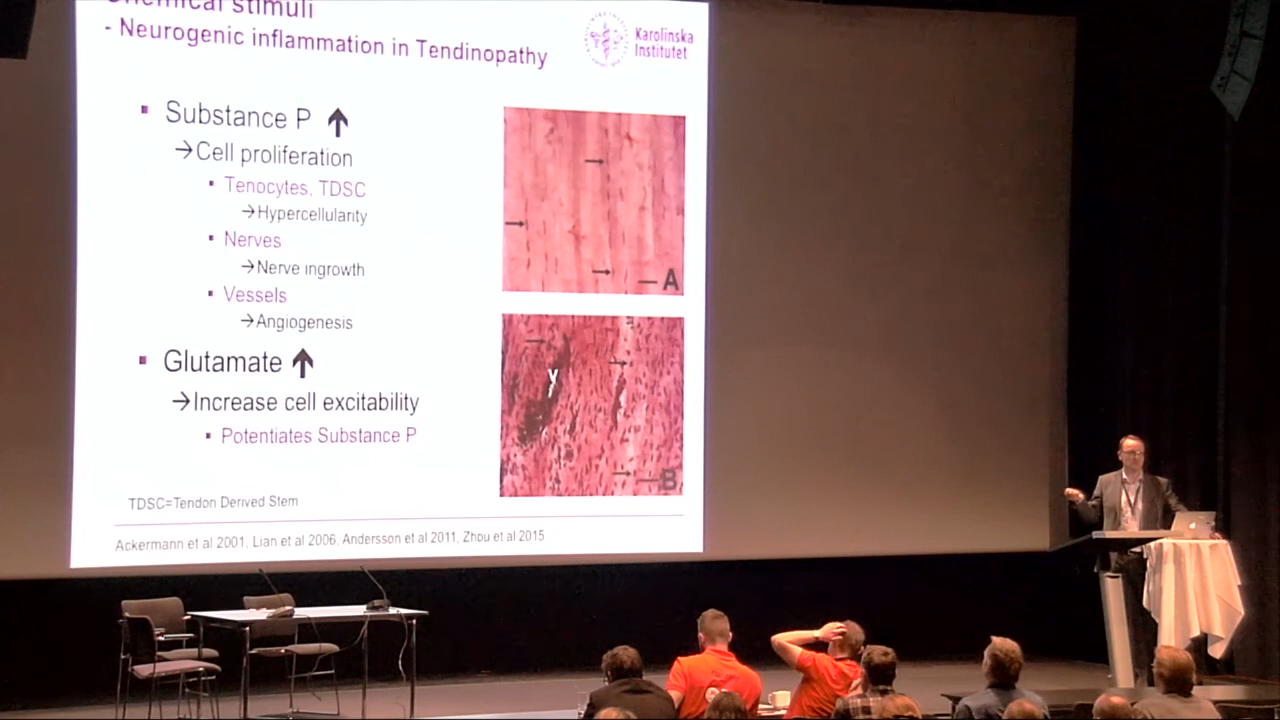 Chemical stimuli
- Neurogenic inflammation in Tendinopathy
Karolinska
Institutet
▪ Substance P ↑
→Cell proliferation
▪ Tenocytes, TDSC
→Hypercellularity
▪ Nerves
→Nerve ingrowth
▪ Vessels
→Angiogenesis
▪ Glutamate ↑
→Increase cell excitability
▪ Potentiates Substance P
A
V
B
TDSC=Tendon Derived Stem
Ackermann et al 2001, Lian et al 2006, Andersson et al 2011, Zhou et al 2015